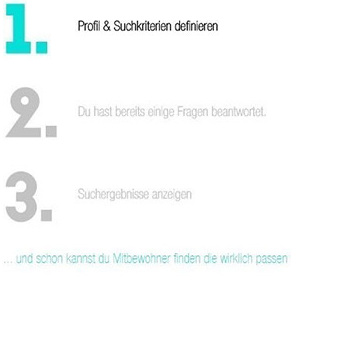 1. Profil & Suchkriterien definieren
2. Du hast bereits einige Fragen beantwortet.
3. Suchergebnisse anzeigen
... und schon kannst du Mitbewohner finden die wirklich passen